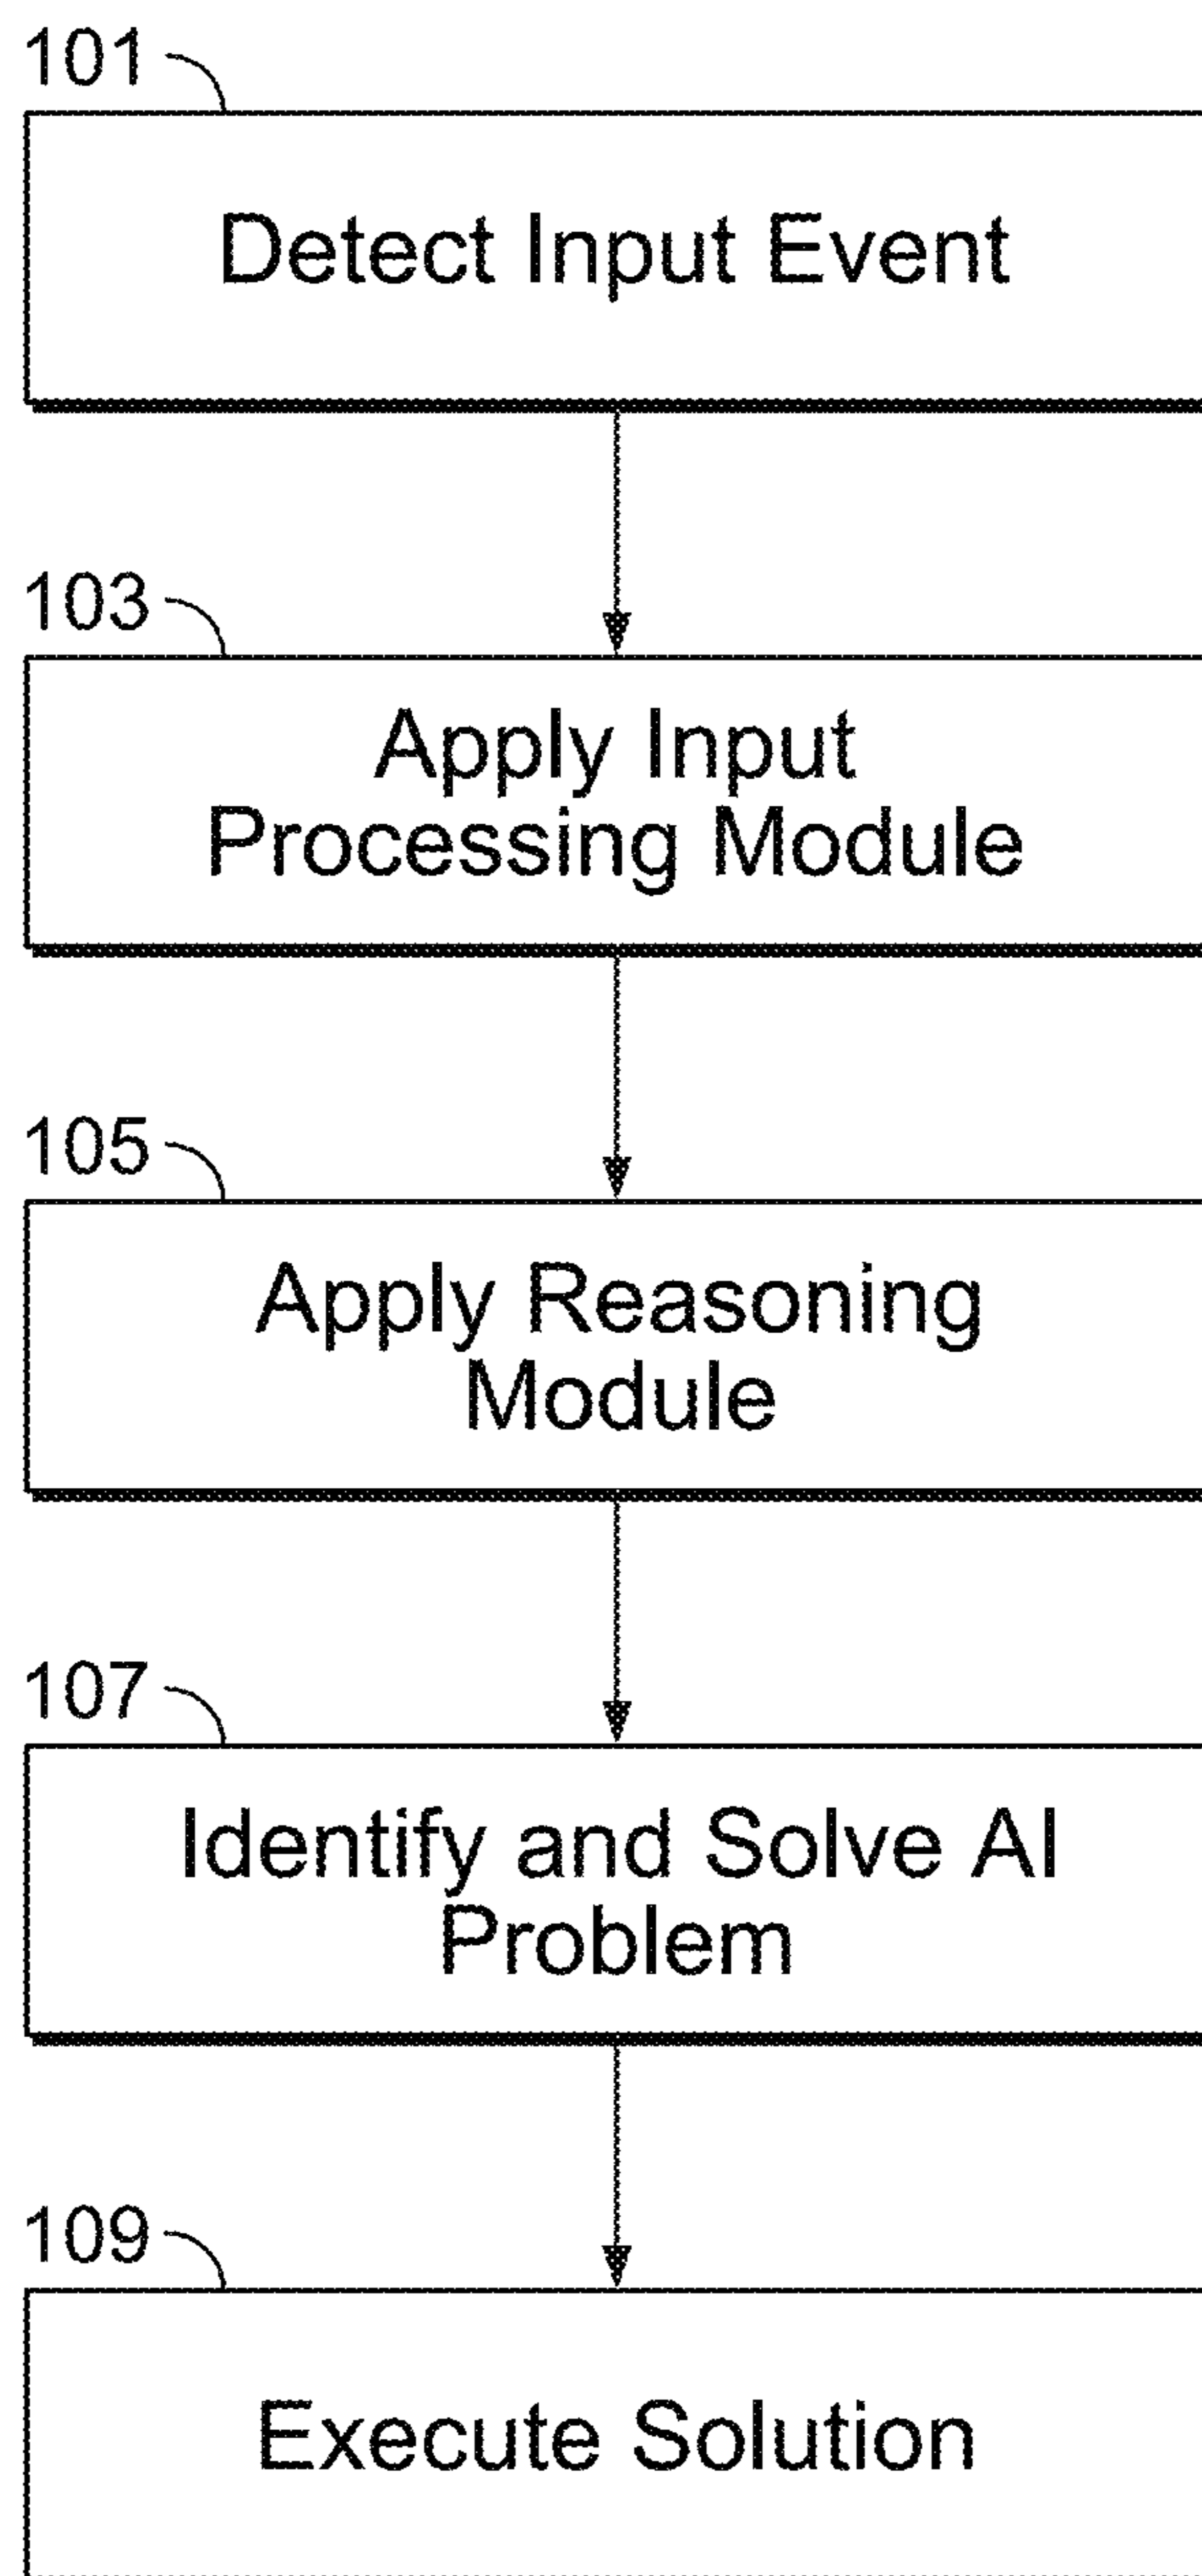 101
Detect Input Event
103
Apply Input
Processing Module
105
Apply Reasoning
Module
107
Identify and Solve AI
Problem
109
Execute Solution